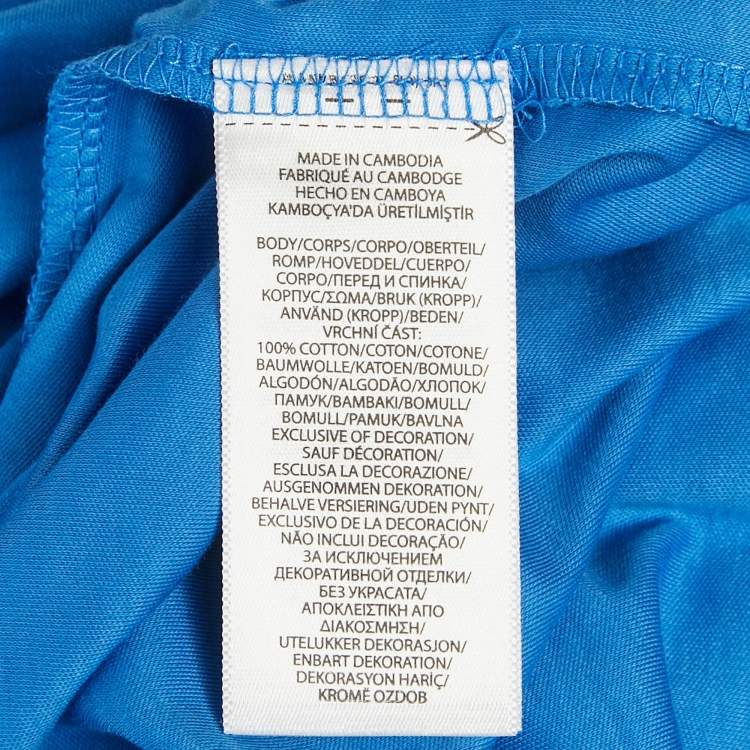 MADE IN CAMBODIA
FABRIQUÉ AU CAMBODGE
HECHO EN CAMBOYA
KAMBOÇYA'DA ÜRETİLMİŞTİR
BODY/CORPS/CORPO/OBERTEIL/
ROMP/HOVEDDEL/CUERPO/
CORPO/ПЕРЕД И СПИНКА/
КОРПУС/ΣΩΜΑ/BRUK (KROPP)/
ANVÄND (KROPP)/BEDEN/
VRCHNÍ ČÁST:
100% COTTON/COTON/COTONE/
BAUMWOLLE/KATOEN/BOMULD/
ALGODÓN/ALGODÃO/ХЛОПОК/
ПАМУК/ΒΑΜΒΑΚΙ/BOMULL/
BOMULL/PAMUK/BAVLNA
EXCLUSIVE OF DECORATION/
SAUF DÉCORATION/
ESCLUSA LA DECORAZIONE/
AUSGENOMMEN DEKORATION/
BEHALVE VERSIERING/UDEN PYNT/
EXCLUSIVO DE LA DECORACIÓN/
NÃO INCLUI DECORAÇÃO/
ЗА ИСКЛЮЧЕНИЕМ
ДЕКОРАТИВНОЙ ОТДЕЛКИ/
БЕЗ УКРАСАТА/
ΑΠΟΚΛΕΙΣΤΙΚΗ ΑΠΟ
ΔΙΑΚΟΣΜΗΣΗ/
UTELUKKER DEKORASJON/
ENBART DEKORATION/
DEKORASYON HARİÇ/
KROMĚ OZDOB